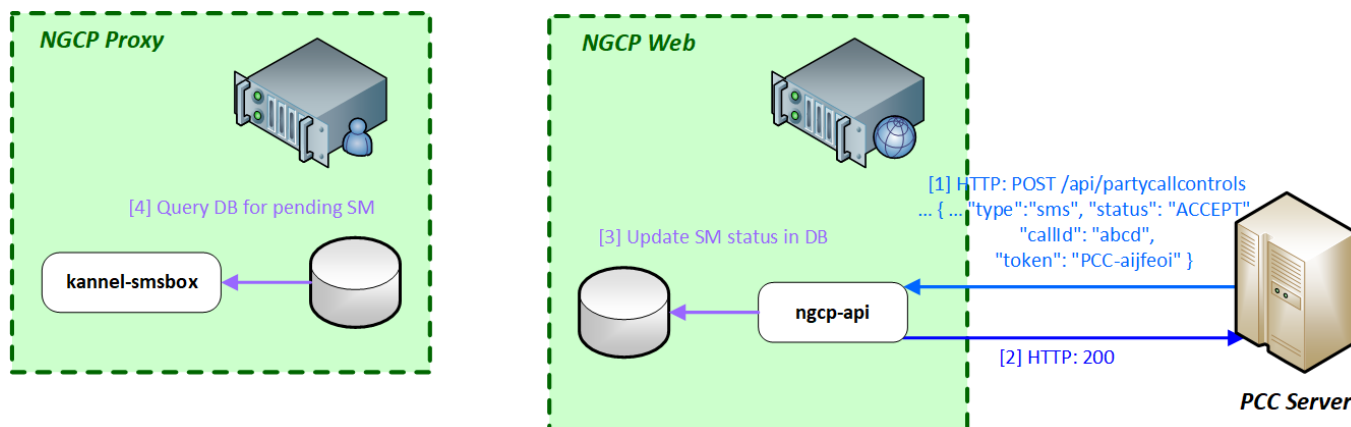 NGCP Proxy
[4] Query DB for pending SM
kannel-smsbox
NGCP Web
[3] Update SM status in DB
ngcp-api
[1] HTTP: POST /api/partycallcontrols
... { ... "type":"sms", "status": "ACCEPT"
"callId": "abcd",
"token": "PCC-aijfeoi" }
[2] HTTP: 200
PCC Server